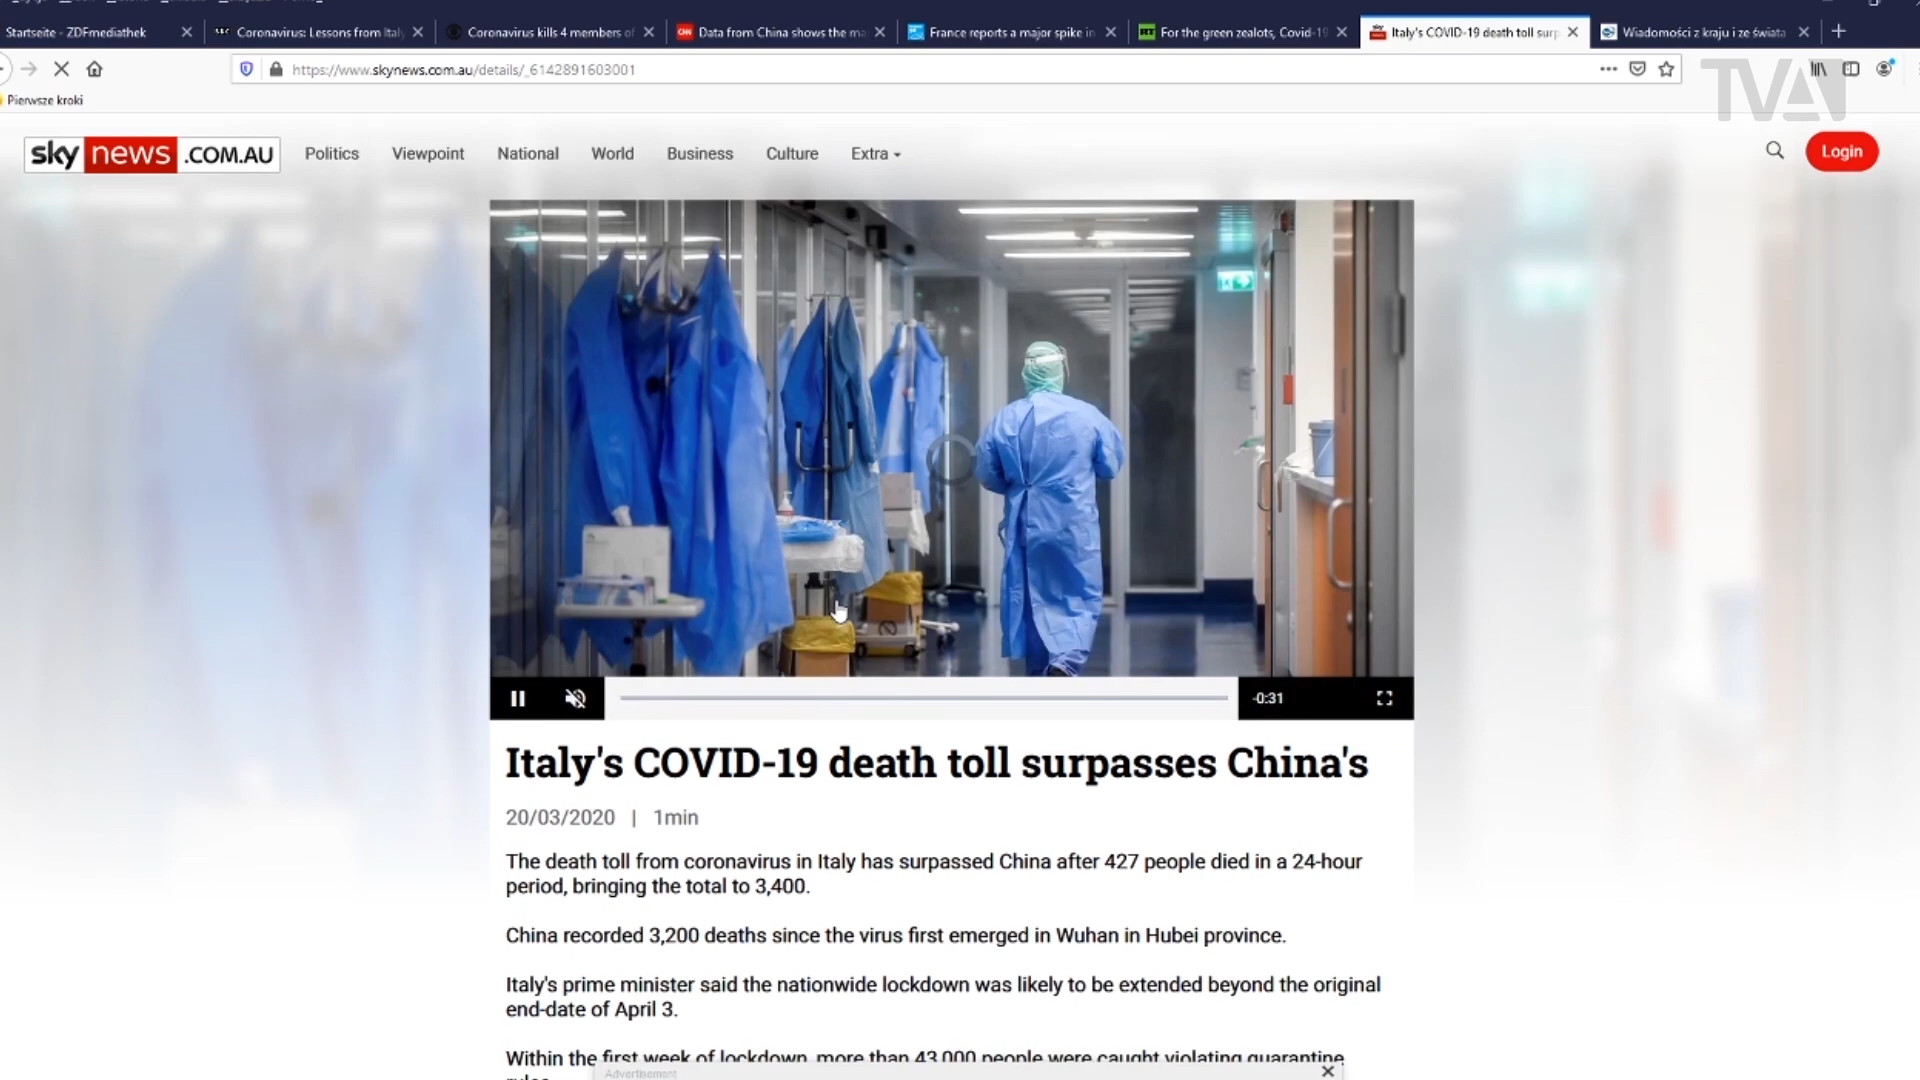 Startseite - ZDFmediathek
Coronavirus: Lessons from Italy
Coronavirus kills 4 members of
Data from China shows the ma
France reports a major spike in
For the green zealots, Covid-19
Italy's COVID-19 death toll surp
Wiadomości z kraju i ze świata
https://www.skynews.com.au/details/_6142891603001
Pierwsze kroki
TVA
sky news .COM.AU
Politics
Viewpoint
National
World
Business
Culture
Extra
Login
-0:31
Italy's COVID-19 death toll surpasses China's
20/03/2020 | 1min
The death toll from coronavirus in Italy has surpassed China after 427 people died in a 24-hour
period, bringing the total to 3,400.
China recorded 3,200 deaths since the virus first emerged in Wuhan in Hubei province.
Italy's prime minister said the nationwide lockdown was likely to be extended beyond the original
end-date of April 3.
Within the first week of lockdown, more than 43,000 people were caught violating quarantine
Advertisement